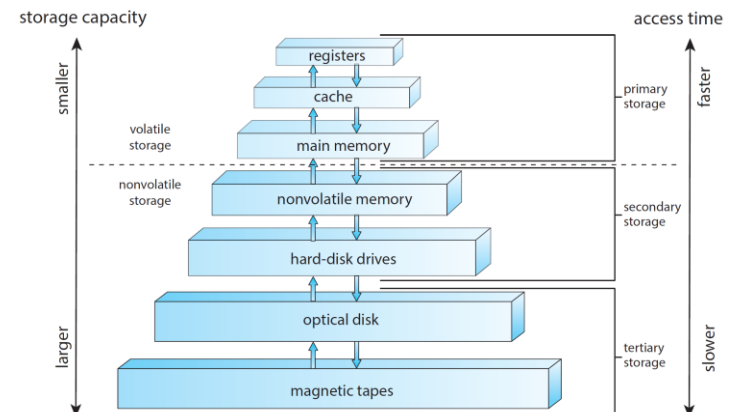 storage capacity
access time
smaller
faster
registers
cache
primary
storage
volatile
storage
main memory
nonvolatile
storage
nonvolatile memory
secondary
storage
hard-disk drives
optical disk
larger
slower
tertiary
storage
magnetic tapes